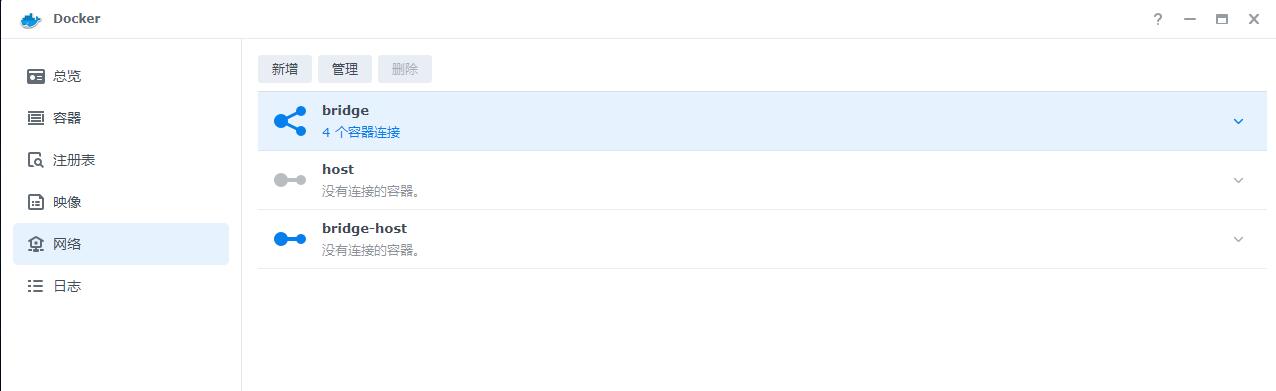 Docker
总览
容器
注册表
映像
网络
日志
新增 管理 删除
bridge
4 个容器连接
host
没有连接的容器。
bridge-host
没有连接的容器。